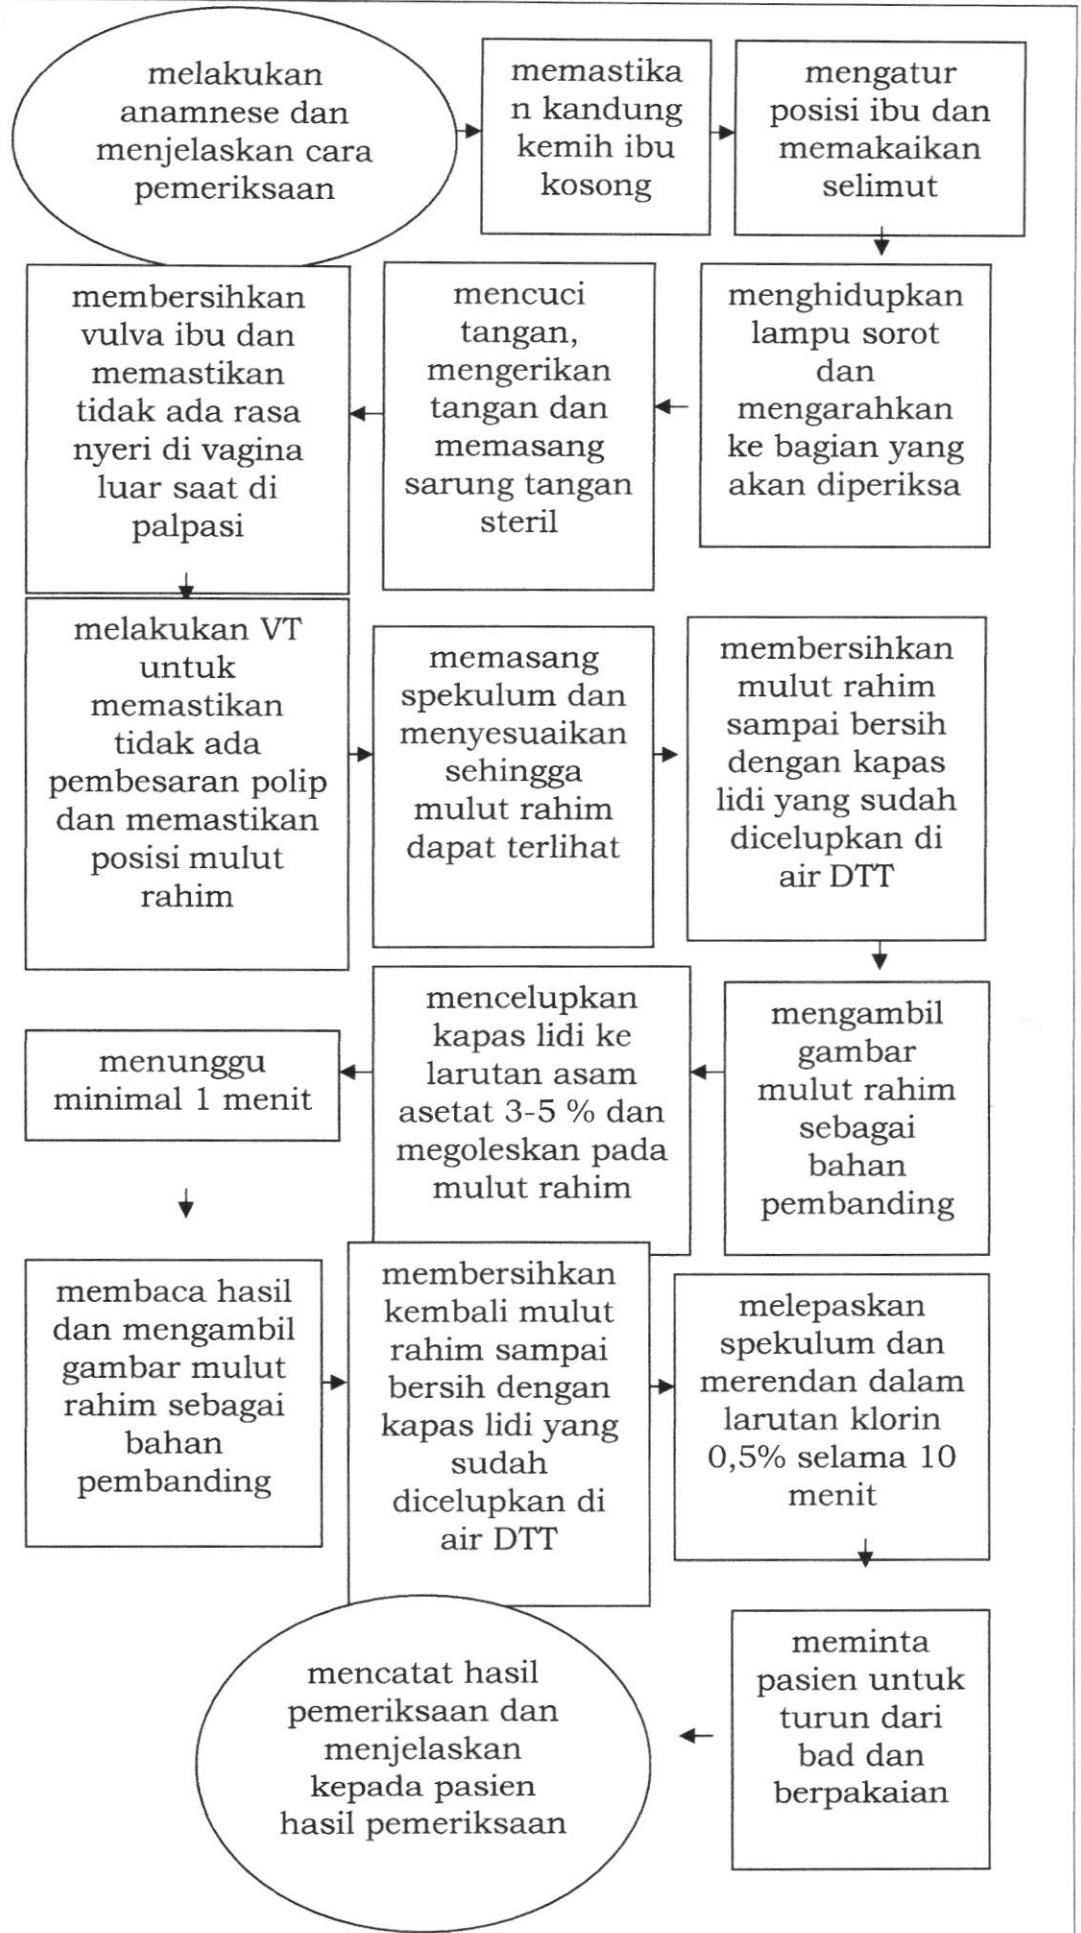 melakukan
anamnese dan
menjelaskan cara
pemeriksaan
memastika
n kandung
kemih ibu
kosong
mengatur
posisi ibu dan
memakaikan
selimut
menghidupkan
lampu sorot
dan
mengarahkan
ke bagian yang
akan diperiksa
mencuci
tangan,
mengerikan
tangan dan
memasang
sarung tangan
steril
membersihkan
vulva ibu dan
memastikan
tidak ada rasa
nyeri di vagina
luar saat di
palpasi
melakukan VT
untuk
memastikan
tidak ada
pembesaran polip
dan memastikan
posisi mulut
rahim
memasang
spekulum dan
menyesuaikan
sehingga
mulut rahim
dapat terlihat
membersihkan
mulut rahim
sampai bersih
dengan kapas
lidi yang sudah
dicelupkan di
air DTT
mengambil
gambar
mulut rahim
sebagai
bahan
pembanding
mencelupkan
kapas lidi ke
larutan asam
asetat 3-5 % dan
megoleskan pada
mulut rahim
menunggu
minimal 1 menit
membaca hasil
dan mengambil
gambar mulut
rahim sebagai
bahan
pembanding
membersihkan
kembali mulut
rahim sampai
bersih dengan
kapas lidi yang
sudah
dicelupkan di
air DTT
melepaskan
spekulum dan
merendan dalam
larutan klorin
0,5% selama 10
menit
meminta
pasien untuk
turun dari
bad dan
berpakaian
mencatat hasil
pemeriksaan dan
menjelaskan
kepada pasien
hasil pemeriksaan